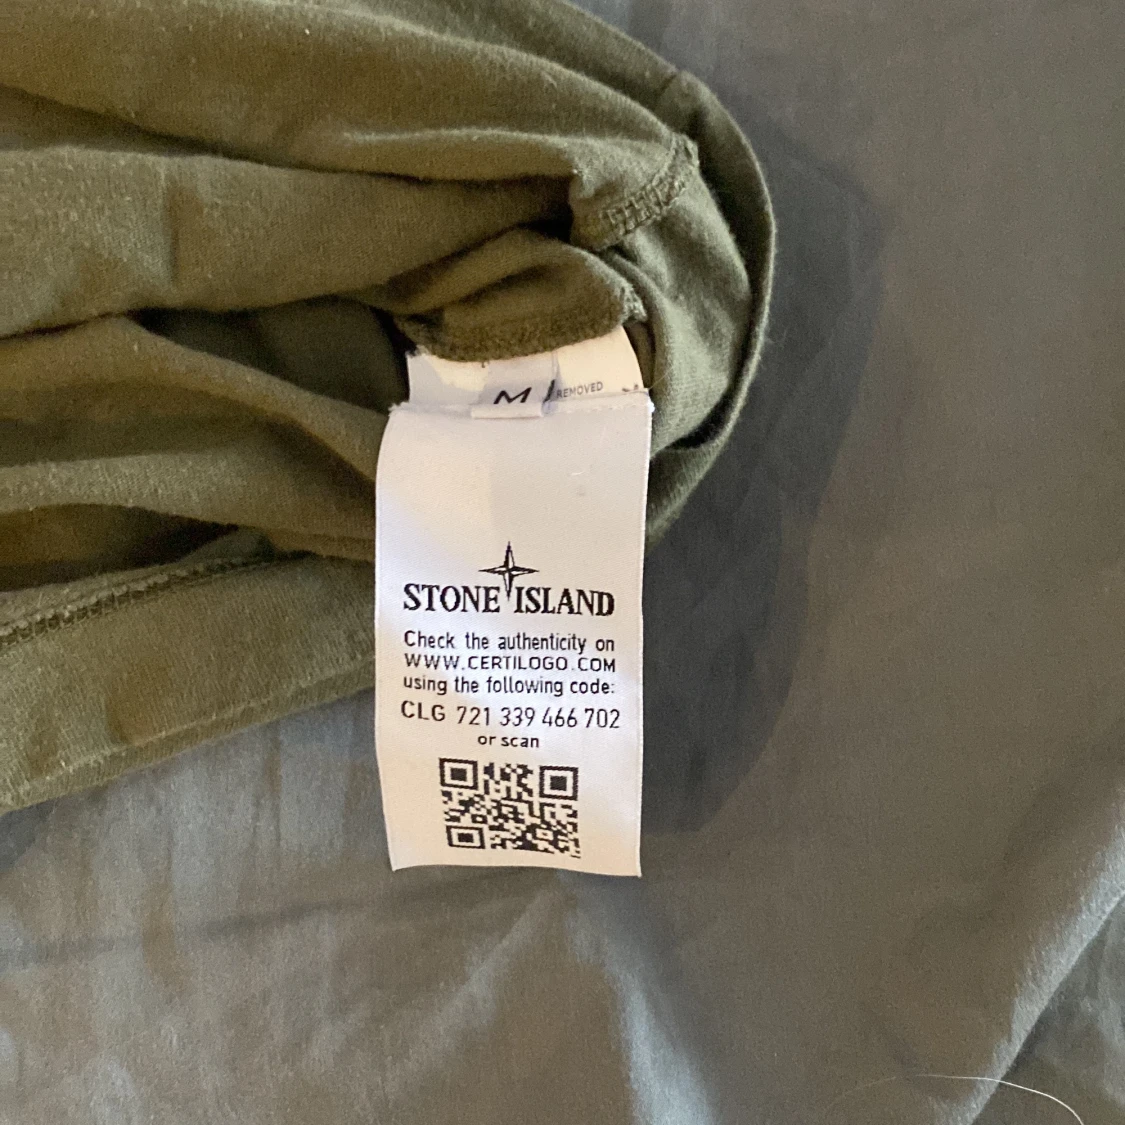 M
REMOVED
STONE ISLAND
Check the authenticity on
WWW.CERTILOGO.COM
using the following code:
CLG 721 339 466 702
or scan